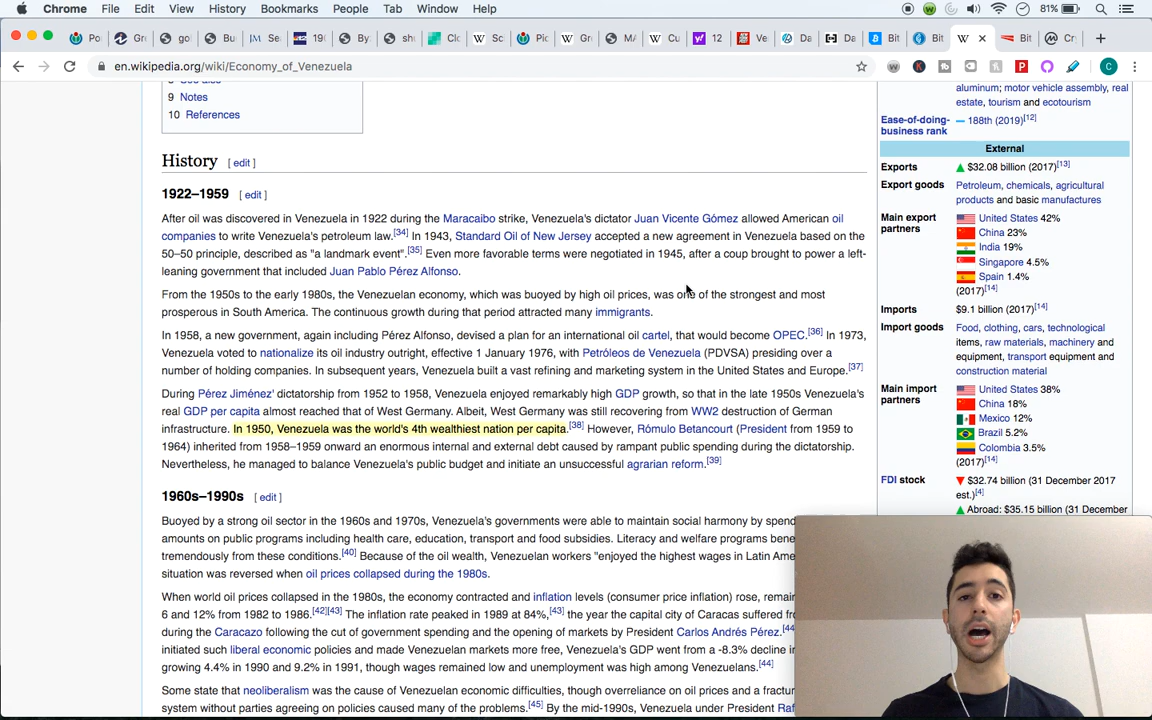 Chrome File Edit View History Bookmarks People Tab Window Help 81%
Po Gr go Bu Se 19( By sh Clo Sc Pic Gr MA Cu 12 Ve Da Da Bit Bit Bit Cr
en.wikipedia.org/wiki/Economy_of_Venezuela
9 Notes
10 References
History [ edit ]
1922–1959 [ edit ]
After oil was discovered in Venezuela in 1922 during the Maracaibo strike, Venezuela's dictator Juan Vicente Gómez allowed American oil
companies to write Venezuela's petroleum law.[34] In 1943, Standard Oil of New Jersey accepted a new agreement in Venezuela based on the
50–50 principle, described as "a landmark event".[35] Even more favorable terms were negotiated in 1945, after a coup brought to power a left-
leaning government that included Juan Pablo Pérez Alfonso.
From the 1950s to the early 1980s, the Venezuelan economy, which was buoyed by high oil prices, was one of the strongest and most
prosperous in South America. The continuous growth during that period attracted many immigrants.
In 1958, a new government, again including Pérez Alfonso, devised a plan for an international oil cartel, that would become OPEC.[36] In 1973,
Venezuela voted to nationalize its oil industry outright, effective 1 January 1976, with Petróleos de Venezuela (PDVSA) presiding over a
number of holding companies. In subsequent years, Venezuela built a vast refining and marketing system in the United States and Europe.[37]
During Pérez Jiménez' dictatorship from 1952 to 1958, Venezuela enjoyed remarkably high GDP growth, so that in the late 1950s Venezuela's
real GDP per capita almost reached that of West Germany. Albeit, West Germany was still recovering from WW2 destruction of German
infrastructure. In 1950, Venezuela was the world's 4th wealthiest nation per capita.[38] However, Rómulo Betancourt (President from 1959 to
1964) inherited from 1958–1959 onward an enormous internal and external debt caused by rampant public spending during the dictatorship.
Nevertheless, he managed to balance Venezuela's public budget and initiate an unsuccessful agrarian reform.[39]
1960s–1990s [ edit ]
Buoyed by a strong oil sector in the 1960s and 1970s, Venezuela's governments were able to maintain social harmony by spend
amounts on public programs including health care, education, transport and food subsidies. Literacy and welfare programs bene
tremendously from these conditions.[40] Because of the oil wealth, Venezuelan workers "enjoyed the highest wages in Latin Ame
situation was reversed when oil prices collapsed during the 1980s.
When world oil prices collapsed in the 1980s, the economy contracted and inflation levels (consumer price inflation) rose, remai
6 and 12% from 1982 to 1986.[42][43] The inflation rate peaked in 1989 at 84%,[43] the year the capital city of Caracas suffered fr
during the Caracazo following the cut of government spending and the opening of markets by President Carlos Andrés Pérez.[44
initiated such liberal economic policies and made Venezuelan markets more free, Venezuela's GDP went from a -8.3% decline i
growing 4.4% in 1990 and 9.2% in 1991, though wages remained low and unemployment was high among Venezuelans.[44]
Some state that neoliberalism was the cause of Venezuelan economic difficulties, though overreliance on oil prices and a fractur
system without parties agreeing on policies caused many of the problems.[45] By the mid-1990s, Venezuela under President Raf
aluminum; motor vehicle assembly, real
estate, tourism and ecotourism
Ease-of-doing-business rank 188th (2019)[12]
External
Exports $32.08 billion (2017)[13]
Export goods Petroleum, chemicals, agricultural
products and basic manufactures
Main export partners United States 42%
China 23%
India 19%
Singapore 4.5%
Spain 1.4%
(2017)[14]
Imports $9.1 billion (2017)[14]
Import goods Food, clothing, cars, technological
items, raw materials, machinery and
equipment, transport equipment and
construction material
Main import partners United States 38%
China 18%
Mexico 12%
Brazil 5.2%
Colombia 3.5%
(2017)[14]
FDI stock $32.74 billion (31 December 2017
est.)[4]
Abroad: $35.15 billion (31 December